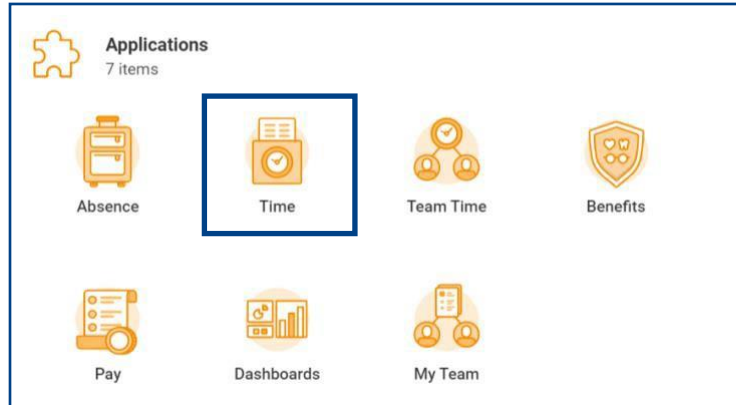 Applications
7 items
Absence
Time
Team Time
Benefits
Pay
Dashboards
My Team